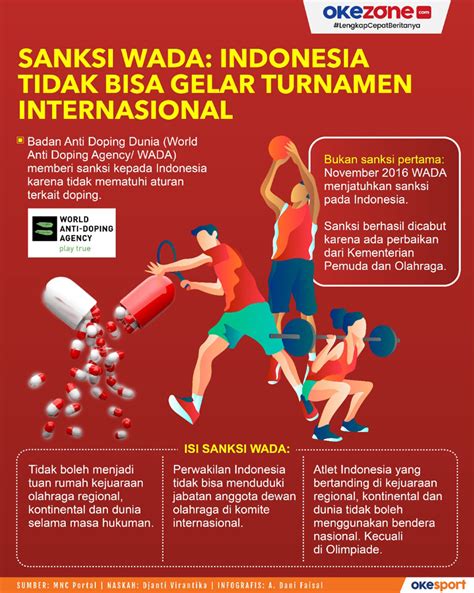 okezone.com
#LengkapCepatBeritanya
SANKSI WADA: INDONESIA
TIDAK BISA GELAR TURNAMEN
INTERNASIONAL
Badan Anti Doping Dunia (World
Anti Doping Agency/ WADA)
memberi sanksi kepada Indonesia
karena tidak mematuhi aturan
terkait doping.
WORLD
ANTI-DOPING
AGENCY
play true
Bukan sanksi pertama:
November 2016 WADA
menjatuhkan sanksi
pada Indonesia.
Sanksi berhasil dicabut
karena ada perbaikan
dari Kementerian
Pemuda dan Olahraga.
ISI SANKSI WADA:
Tidak boleh menjadi
tuan rumah kejuaraan
olahraga regional,
kontinental dan dunia
selama masa hukuman.
Perwakilan Indonesia
tidak bisa menduduki
jabatan anggota dewan
olahraga di komite
internasional.
Atlet Indonesia yang
bertanding di kejuaraan
regional, kontinental dan
dunia tidak boleh
menggunakan bendera
nasional. Kecuali
di Olimpiade.
SUMBER: MNC Portal | NASKAH: Djanti Virantika | INFOGRAFIS: A. Dani Faisal
okesport